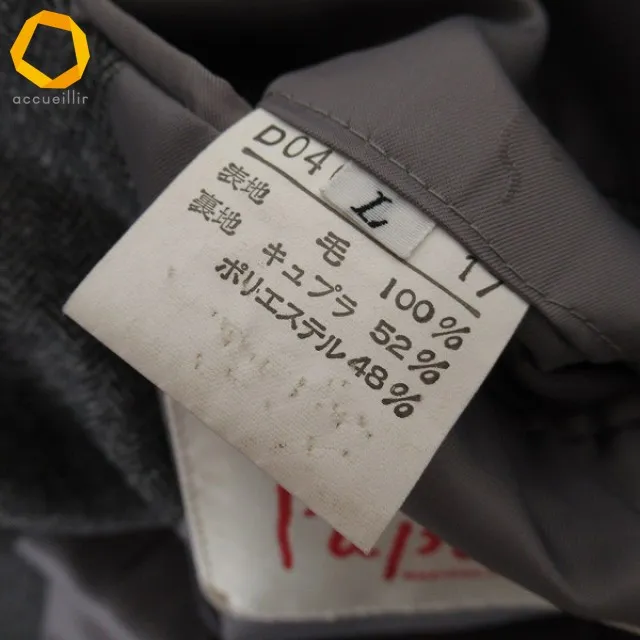 accueillir
D04
L
17
表地 毛 100%
裏地 キュプラ 52%
ポリエステル 48%